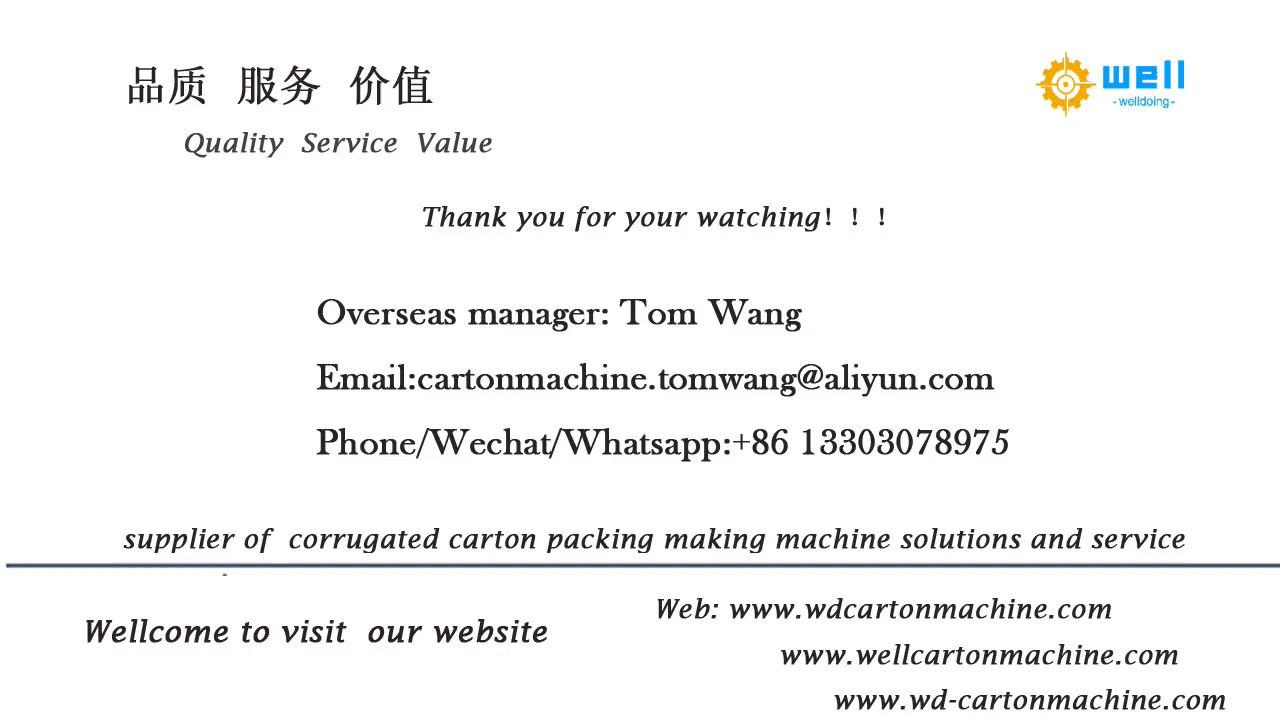 品质 服务 价值
well
-welldoing-
Quality Service Value
Thank you for your watching！！！
Overseas manager: Tom Wang
Email:cartonmachine.tomwang@aliyun.com
Phone/Wechat/Whatsapp:+86 13303078975
supplier of corrugated carton packing making machine solutions and service
Wellcome to visit our website
Web: www.wdcartonmachine.com
www.wellcartonmachine.com
www.wd-cartonmachine.com